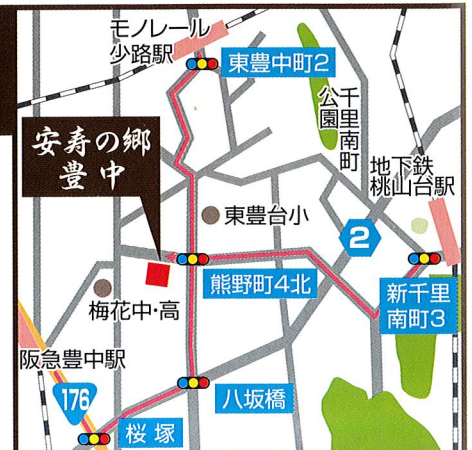 モノレール
少路駅
東豊中町2
千里南町
公園
安寿の郷
豊中
地下鉄
桃山台駅
東豊台小
2
熊野町4北
新千里
南町3
梅花中・高
阪急豊中駅
176
八坂橋
桜塚